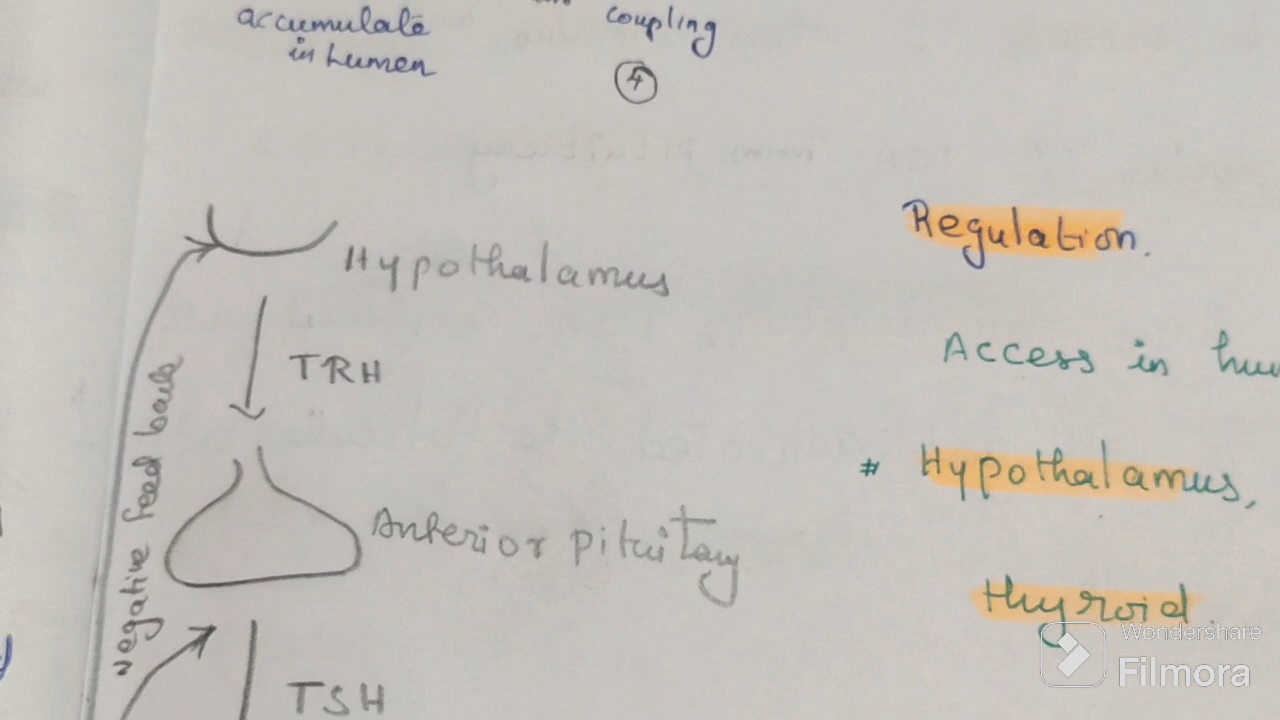 accumulate
in lumen
coupling
4
Regulation.
Hypothalamus
Access in
TRH
# Hypothalamus,
Negative feed back
Anterior pituitary
thyroid.
TSH
Wondershare
Filmora